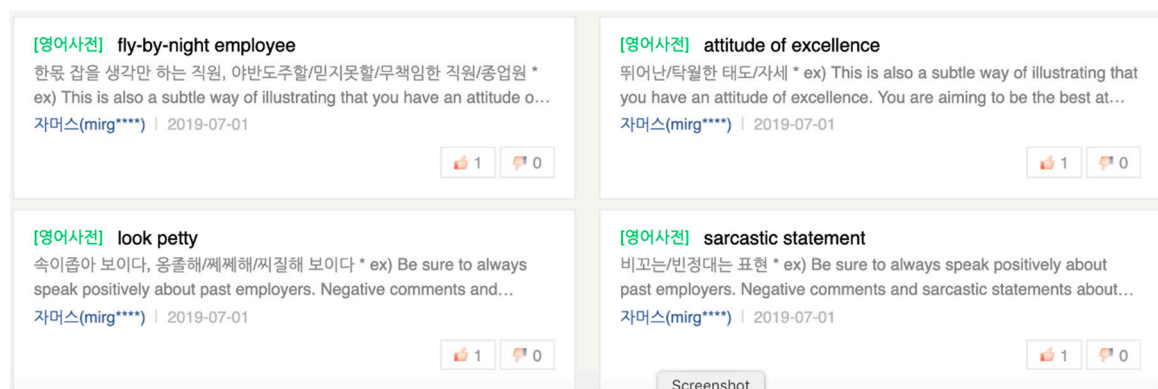 [영어사전] fly-by-night employee
한몫 잡을 생각만 하는 직원, 야반도주할/믿지못할/무책임한 직원/종업원 *
ex) This is also a subtle way of illustrating that you have an attitude o...
자머스(mirg****) | 2019-07-01
1 0
[영어사전] attitude of excellence
뛰어난/탁월한 태도/자세 * ex) This is also a subtle way of illustrating that
you have an attitude of excellence. You are aiming to be the best at...
자머스(mirg****) | 2019-07-01
1 0
[영어사전] look petty
속이좁아 보이다, 옹졸해/쩨쩨해/찌질해 보이다 * ex) Be sure to always
speak positively about past employers. Negative comments and...
자머스(mirg****) | 2019-07-01
1 0
[영어사전] sarcastic statement
비꼬는/빈정대는 표현 * ex) Be sure to always speak positively about
past employers. Negative comments and sarcastic statements about...
자머스(mirg****) | 2019-07-01
1 0
Screenshot